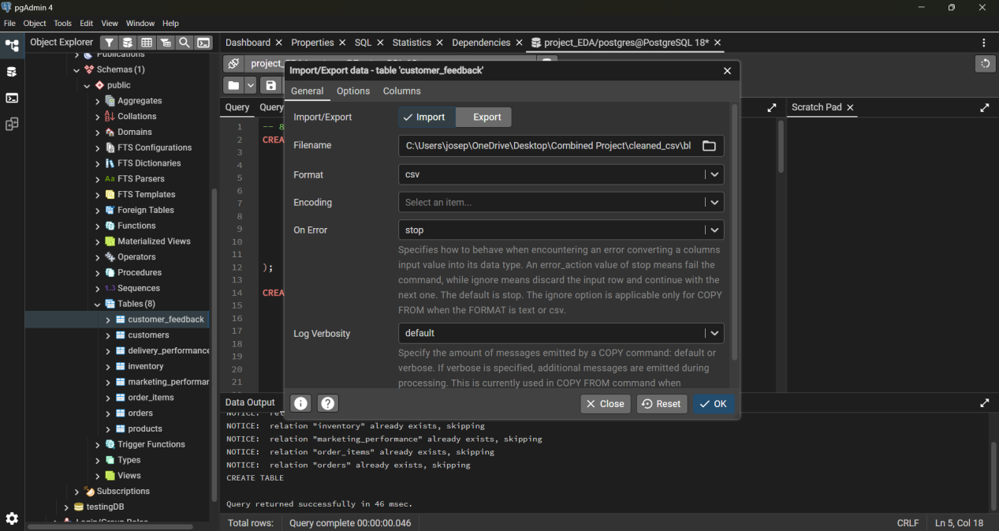 pgAdmin 4
File Object Tools Edit View Window Help
Object Explorer
Dashboard Properties SQL Statistics Dependencies project_EDA/postgres@PostgreSQL 18*
Publications
Schemas (1)
public
Aggregates
Collations
Domains
FTS Configurations
FTS Dictionaries
Aa FTS Parsers
FTS Templates
Foreign Tables
Functions
Materialized Views
Operators
Procedures
1..3 Sequences
Tables (8)
customer_feedback
customers
delivery_performance
inventory
marketing_performar
order_items
orders
products
Trigger Functions
Types
Views
Subscriptions
testingDB
Query Query
Scratch Pad
1 -- 8
2 CREA
3
4
5
6
7
8
9
10
11
12 );
13
14 CREA
15
16
17
18
19
20
21
Import/Export data - table 'customer_feedback'
General Options Columns
Import/Export Import Export
Filename C:\Users\josep\OneDrive\Desktop\Combined Project\cleaned_csv\bl
Format csv
Encoding Select an item...
On Error stop
Specifies how to behave when encountering an error converting a columns
input value into its data type. An error_action value of stop means fail the
command, while ignore means discard the input row and continue with the
next one. The default is stop. The ignore option is applicable only for COPY
FROM when the FORMAT is text or csv.
Log Verbosity default
Specify the amount of messages emitted by a COPY command: default or
verbose. If verbose is specified, additional messages are emitted during
processing. This is currently used in COPY FROM command when
Close Reset OK
Data Output
NOTICE: relation "inventory" already exists, skipping
NOTICE: relation "marketing_performance" already exists, skipping
NOTICE: relation "order_items" already exists, skipping
NOTICE: relation "orders" already exists, skipping
CREATE TABLE
Query returned successfully in 46 msec.
Total rows: Query complete 00:00:00.046 CRLF Ln 5, Col 18